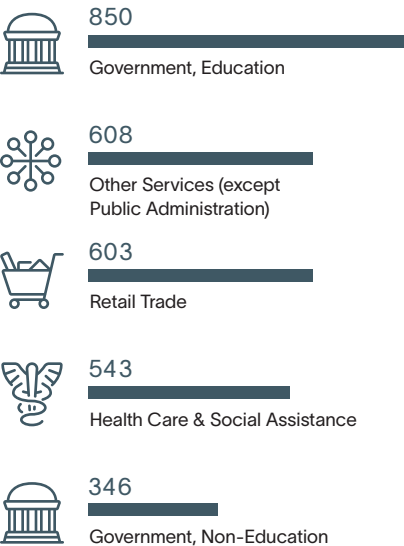 850
Government, Education
608
Other Services (except
Public Administration)
603
Retail Trade
543
Health Care & Social Assistance
346
Government, Non-Education